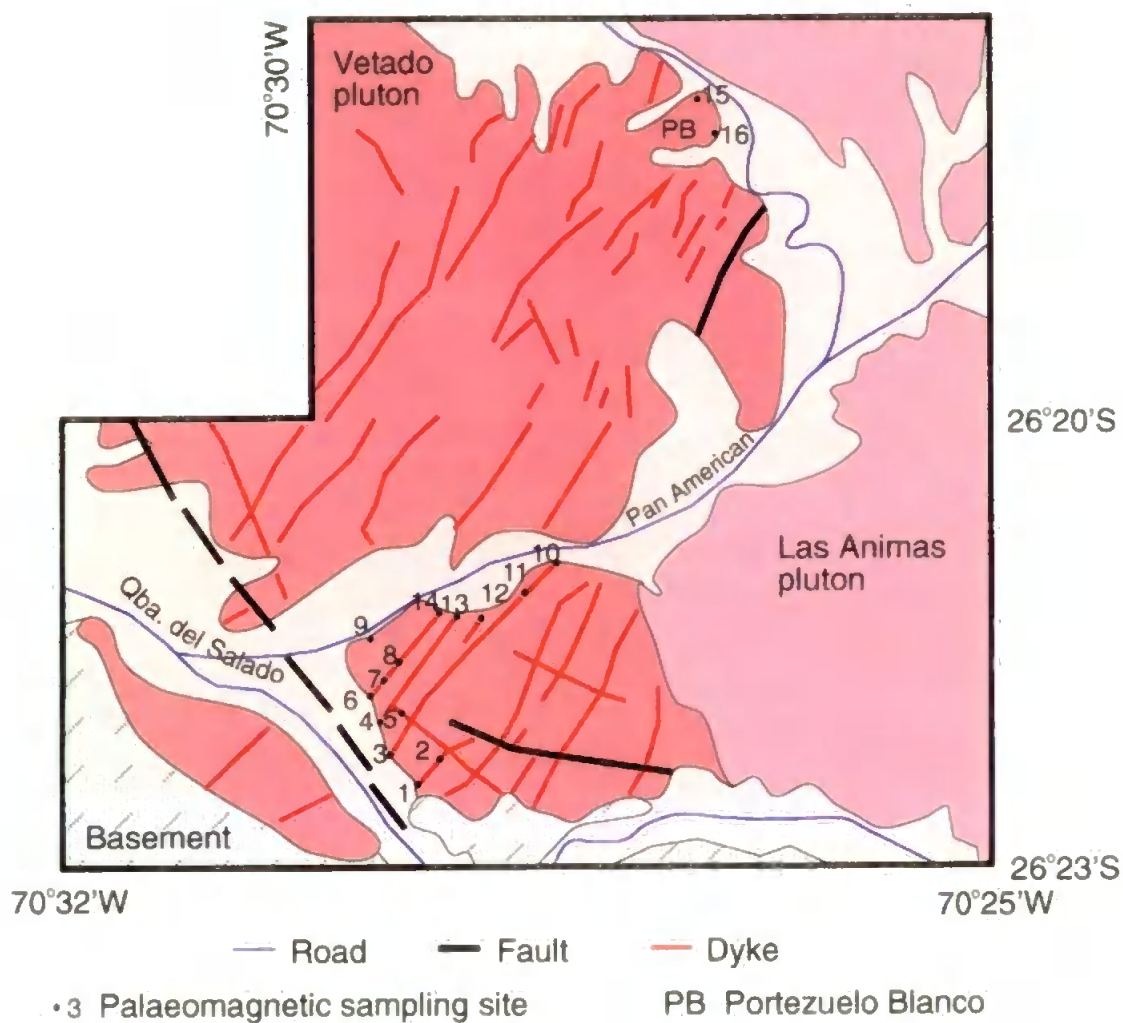 70°30'W
Vetado
pluton
15
PB
16
26°20'S
Pan American
Las Animas
pluton
10
11
12
14
13
9
Qba. del Salado
8
7
6
4
5
3
2
1
Basement
26°23'S
70°32'W
70°25'W
Road
Fault
Dyke
•3 Palaeomagnetic sampling site
PB Portezuelo Blanco